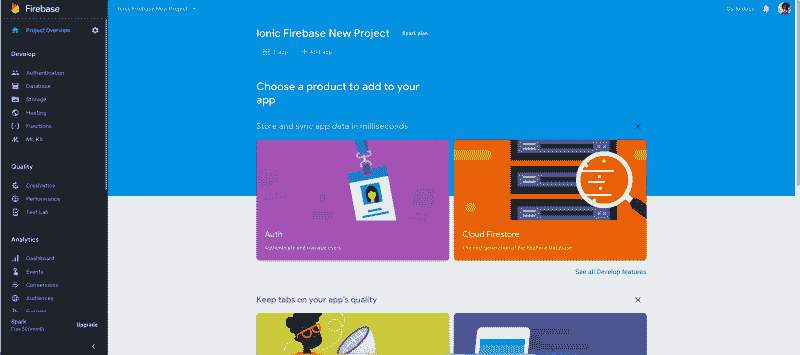 Firebase
Ionic Firebase New Project
Go to docs
Project Overview
Ionic Firebase New Project
Spark plan
Develop
Authentication
Database
Storage
Hosting
Functions
ML Kit
Choose a product to add to your
app
Store and sync app data in milliseconds
Quality
Crashlytics
Performance
Test Lab
Auth
Authenticate and manage users
Cloud Firestore
The next generation of the Realtime Database
See all Develop features
Analytics
Dashboard
Events
Conversions
Audiences
Keep tabs on your app's quality
Spark
Free $0/month
Upgrade